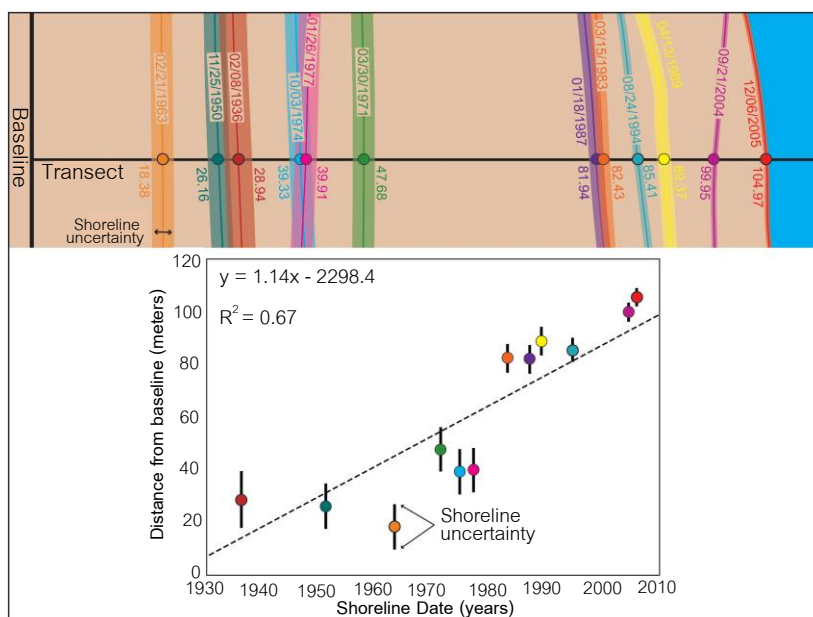 Baseline
Transect
Shoreline
uncertainty
02/21/1963
18.38
11/25/1950
26.16
02/08/1936
28.94
10/03/1974
39.33
01/26/1977
39.91
03/30/1971
47.68
01/18/1987
81.94
03/15/1983
82.43
08/24/1994
85.41
04/13/1989
89.37
09/21/2004
99.95
12/06/2005
104.97
y = 1.14x - 2298.4
R2 = 0.67
Distance from baseline (meters)
120
100
80
60
40
20
0
Shoreline
uncertainty
1930 1940 1950 1960 1970 1980 1990 2000 2010
Shoreline Date (years)